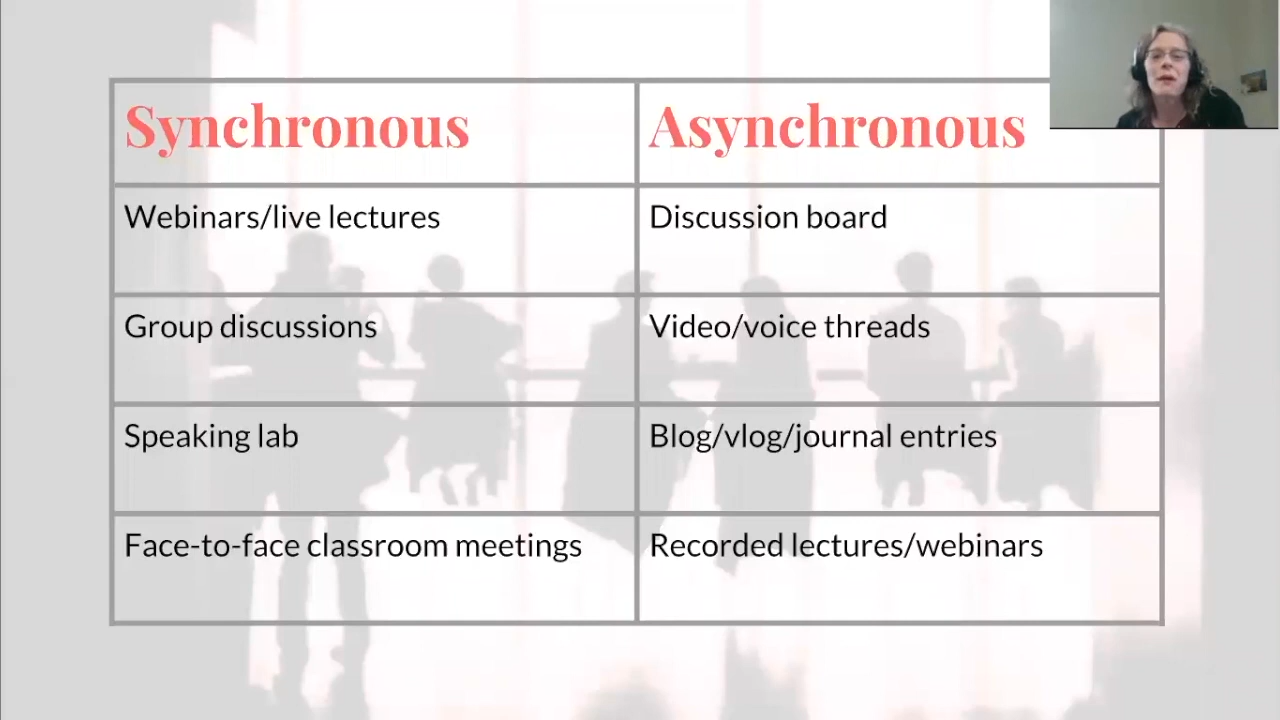 Synchronous
Asynchronous
Webinars/live lectures
Discussion board
Group discussions
Video/voice threads
Speaking lab
Blog/vlog/journal entries
Face-to-face classroom meetings
Recorded lectures/webinars